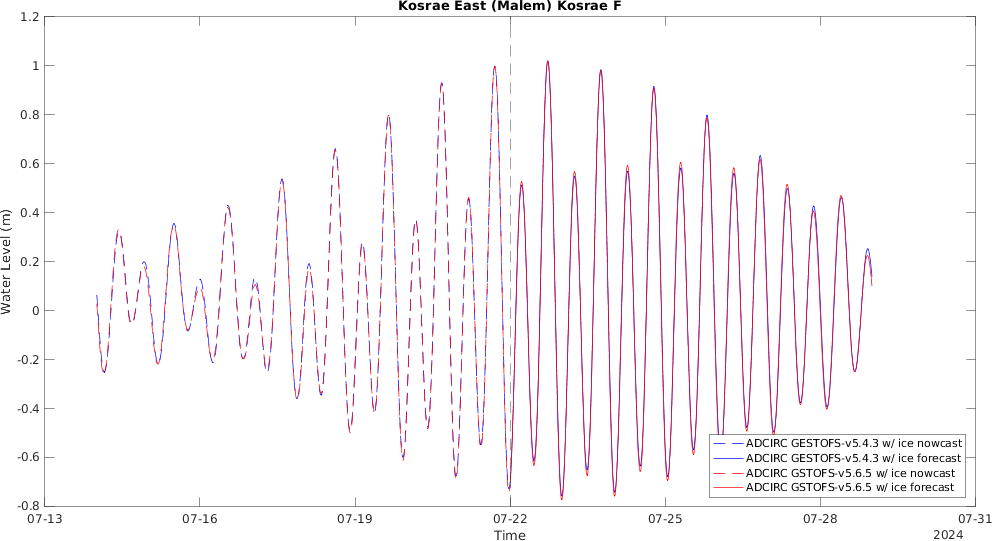 Kosrae East (Malem) Kosrae F
Water Level (m)
1.2
1
0.8
0.6
0.4
0.2
0
-0.2
-0.4
-0.6
-0.8
07-13
07-16
07-19
07-22
07-25
07-28
07-31
Time
2024
ADCIRC GESTOFS-v5.4.3 w/ ice nowcast
ADCIRC GESTOFS-v5.4.3 w/ ice forecast
ADCIRC GSTOFS-v5.6.5 w/ ice nowcast
ADCIRC GSTOFS-v5.6.5 w/ ice forecast